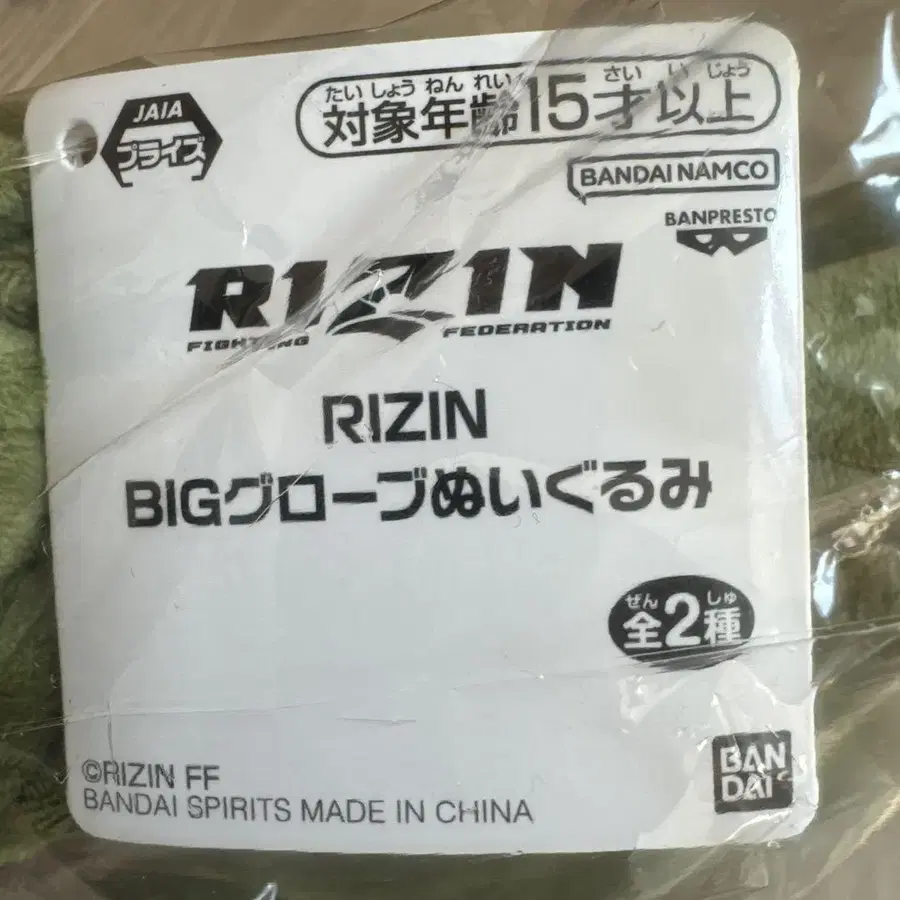 JAIA
プライズ
たいしょうねんれい さいいじょう
対象年齢15才以上
BANDAI NAMCO
BANPRESTO
RIZIN
FIGHTING FEDERATION
RIZIN
BIGグローブぬいぐるみ
ぜん しゅ
全2種
©RIZIN FF
BANDAI SPIRITS MADE IN CHINA
BAN
DAI